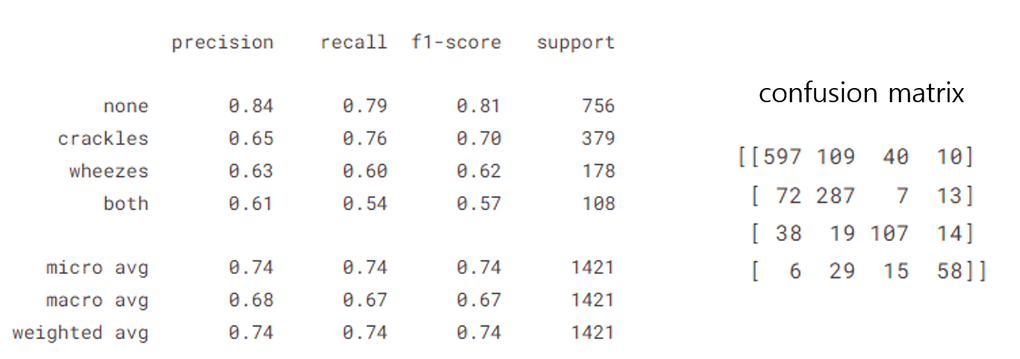 precision recall f1-score support
none 0.84 0.79 0.81 756
crackles 0.65 0.76 0.70 379
wheezes 0.63 0.60 0.62 178
both 0.61 0.54 0.57 108
micro avg 0.74 0.74 0.74 1421
macro avg 0.68 0.67 0.67 1421
weighted avg 0.74 0.74 0.74 1421
confusion matrix
[[597 109 40 10]
[ 72 287 7 13]
[ 38 19 107 14]
[ 6 29 15 58]]